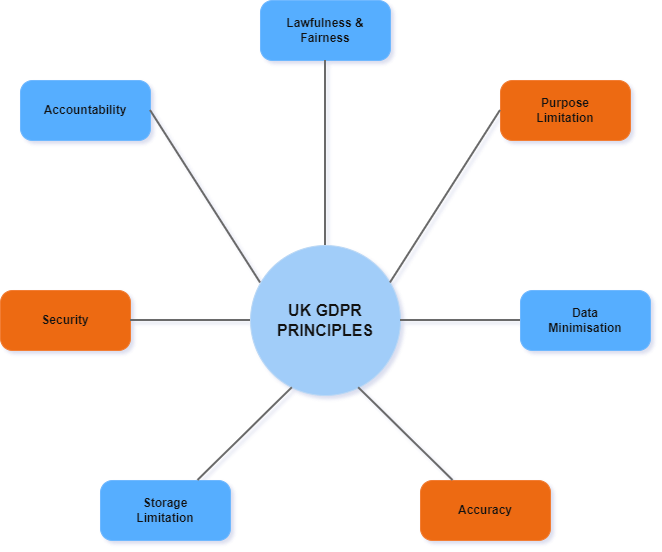 Lawfulness &
Fairness
Accountability
Purpose
Limitation
UK GDPR
PRINCIPLES
Security
Data
Minimisation
Storage
Limitation
Accuracy